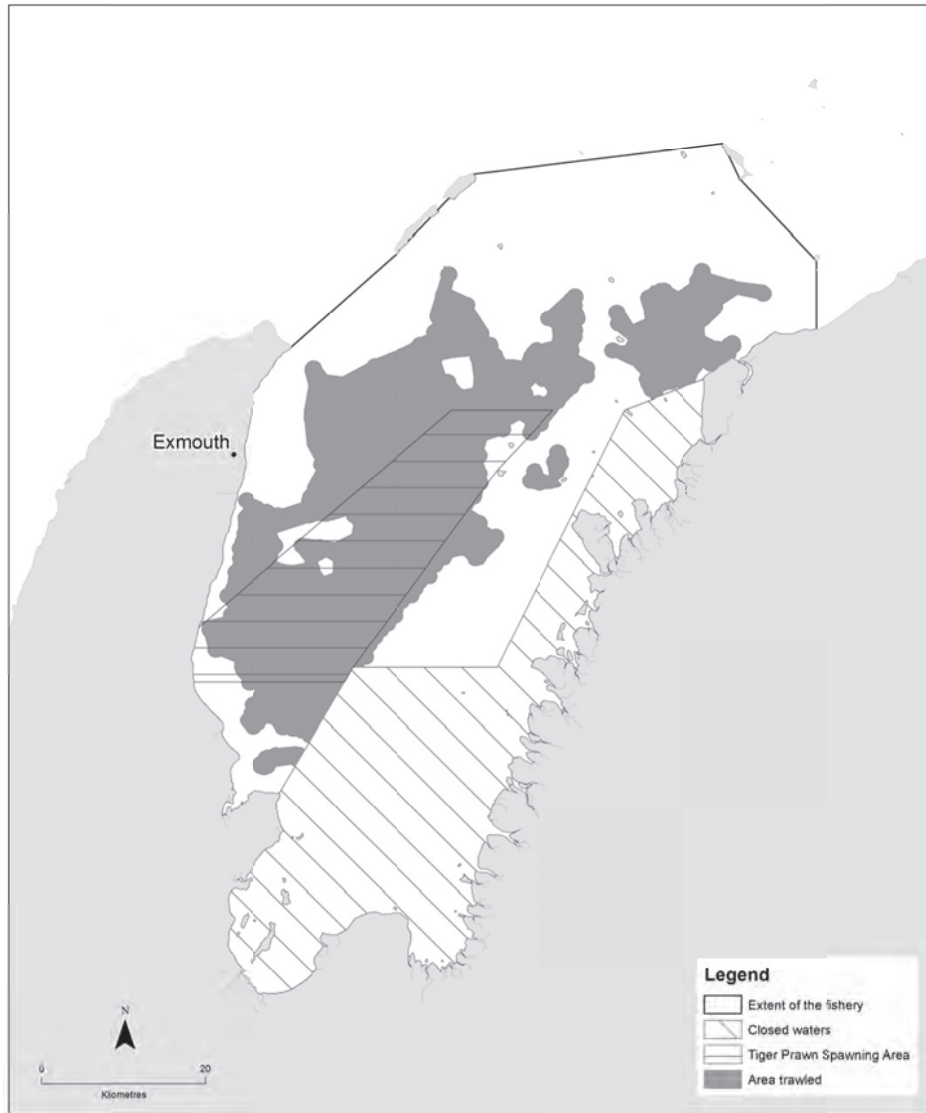 Exmouth
Legend
Extent of the fishery
Closed waters
Tiger Prawn Spawning Area
Area trawled
N
0 20
Kilometres